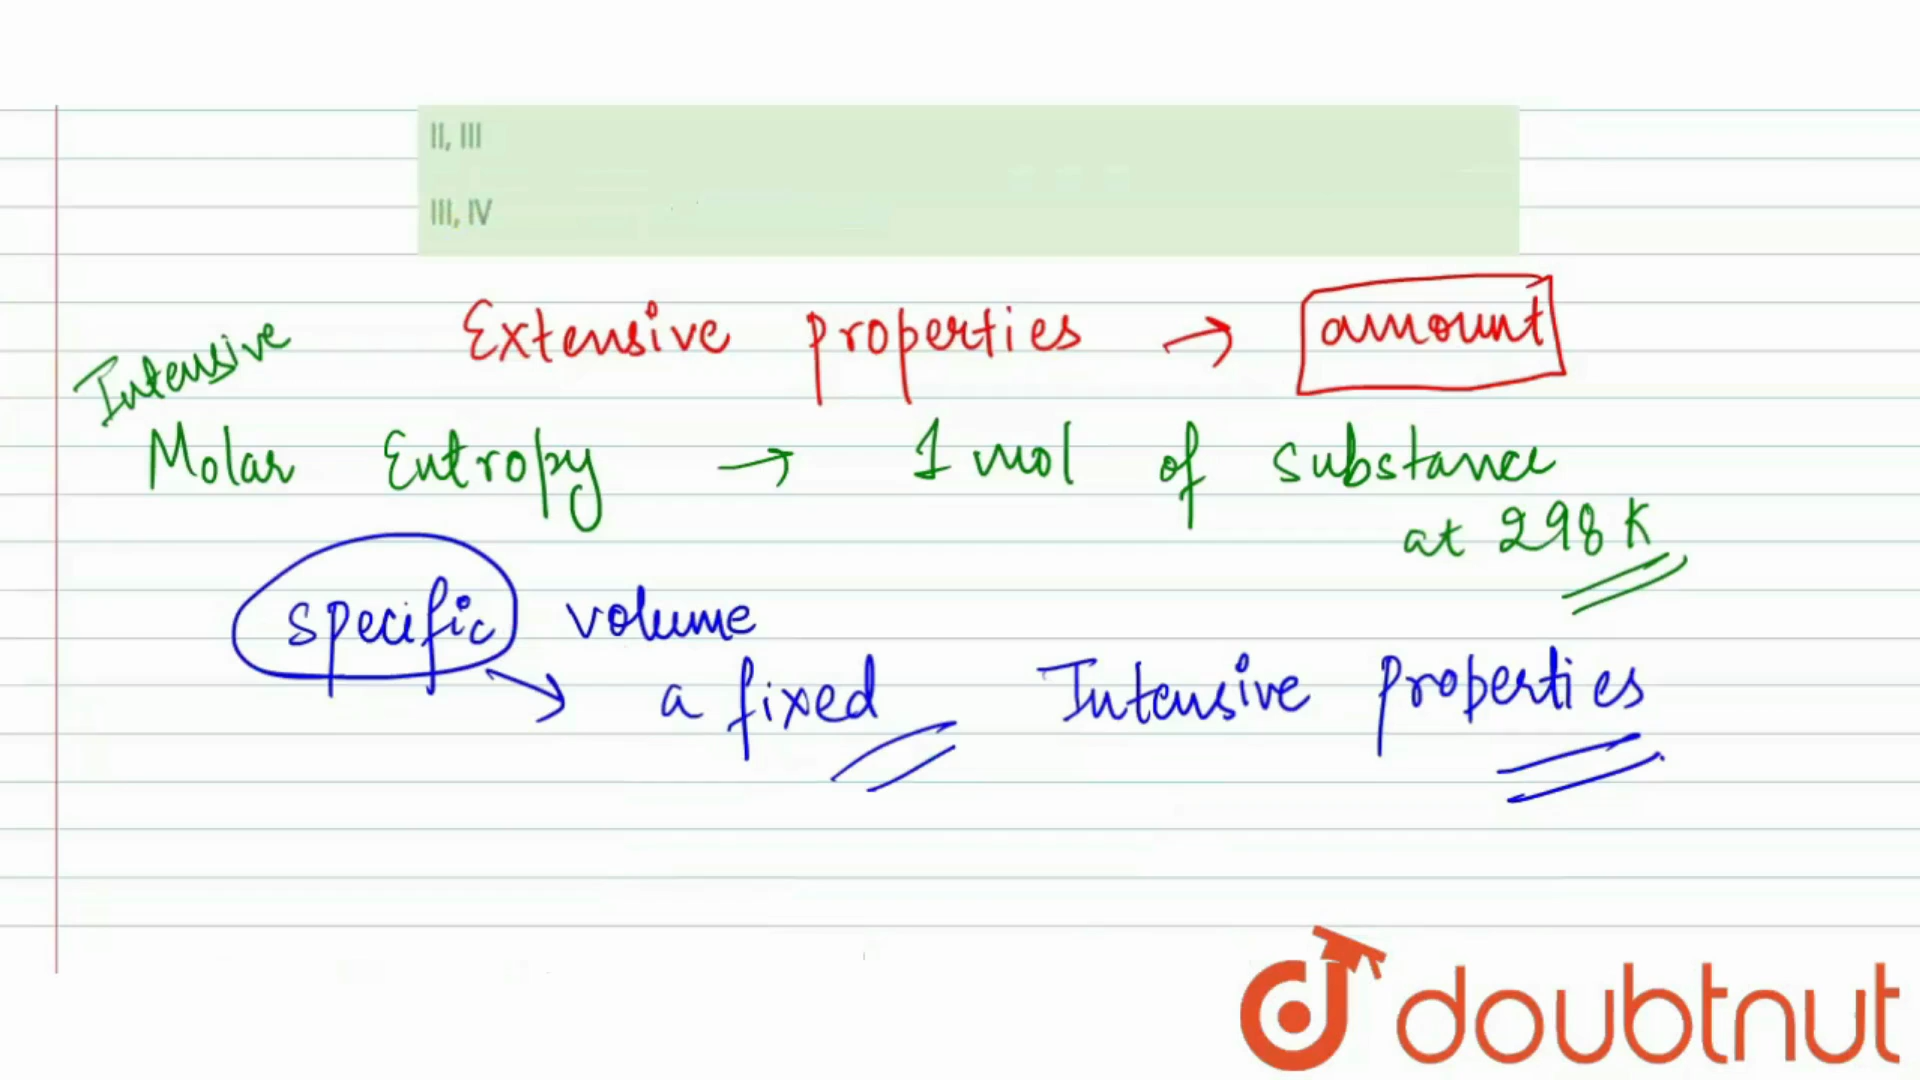 II, III
III, IV
Extensive properties → amount
Intensive
Molar Entropy → 1 mol of substance
at 298 K
specific volume
→ a fixed Intensive Properties
doubtnut